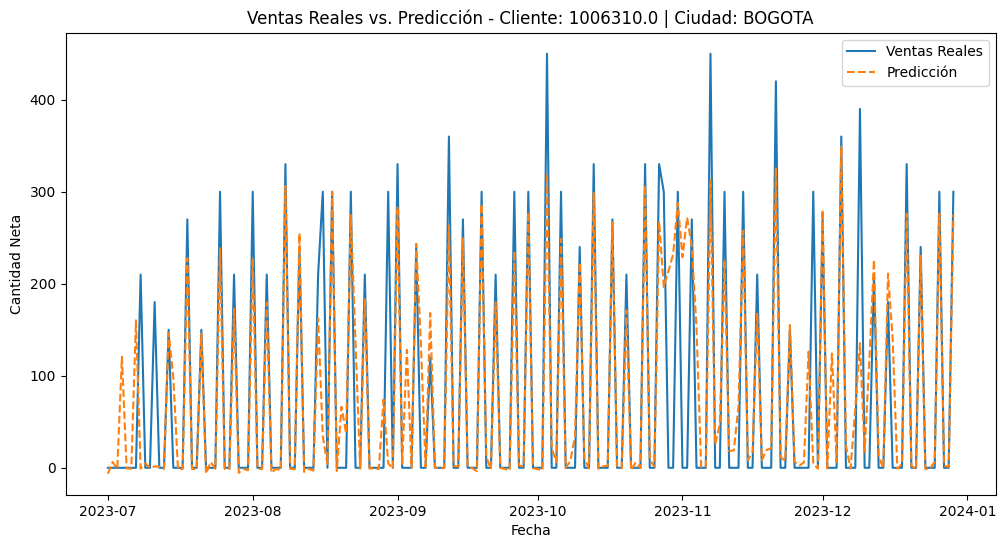 Ventas Reales vs. Predicción - Cliente: 1006310.0 | Ciudad: BOGOTA
Ventas Reales
Predicción
Cantidad Neta
400
300
200
100
0
2023-07
2023-08
2023-09
2023-10
2023-11
2023-12
2024-01
Fecha